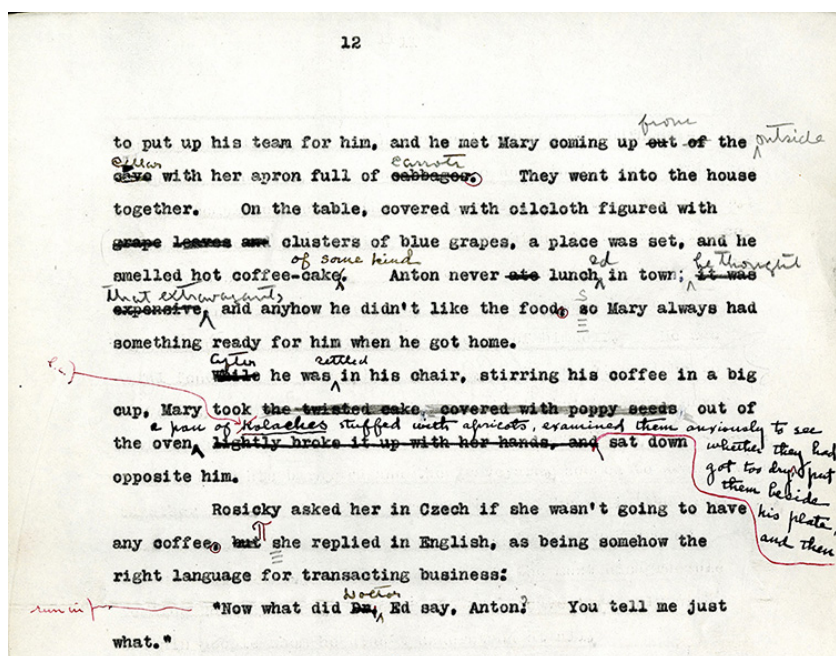 12
from
to put up his team for him, and he met Mary coming up out of the outside
cellar carrots
cave with her apron full of cabbages. They went into the house
together. On the table, covered with oilcloth figured with
grape leaves and clusters of blue grapes, a place was set, and he
of some kind ed he thought
smelled hot coffee-cake. Anton never ate lunch in town; it was
that extravagant, s
expensive, and anyhow he didn't like the food, so Mary always had
something ready for him when he got home.
After settled
While he was in his chair, stirring his coffee in a big
cup, Mary took the twisted cake, covered with poppy seeds, out of
a pan of Kolaches stuffed with apricots, examined them anxiously to see
the oven, lightly broke it up with her hands, and sat down
whether they had
got too dry, put
them beside
his plate,
and then
opposite him.
Rosicky asked her in Czech if she wasn't going to have
any coffee, but she replied in English, as being somehow the
right language for transacting business:
Doctor
run in
"Now what did Dr. Ed say, Anton? You tell me just
what."